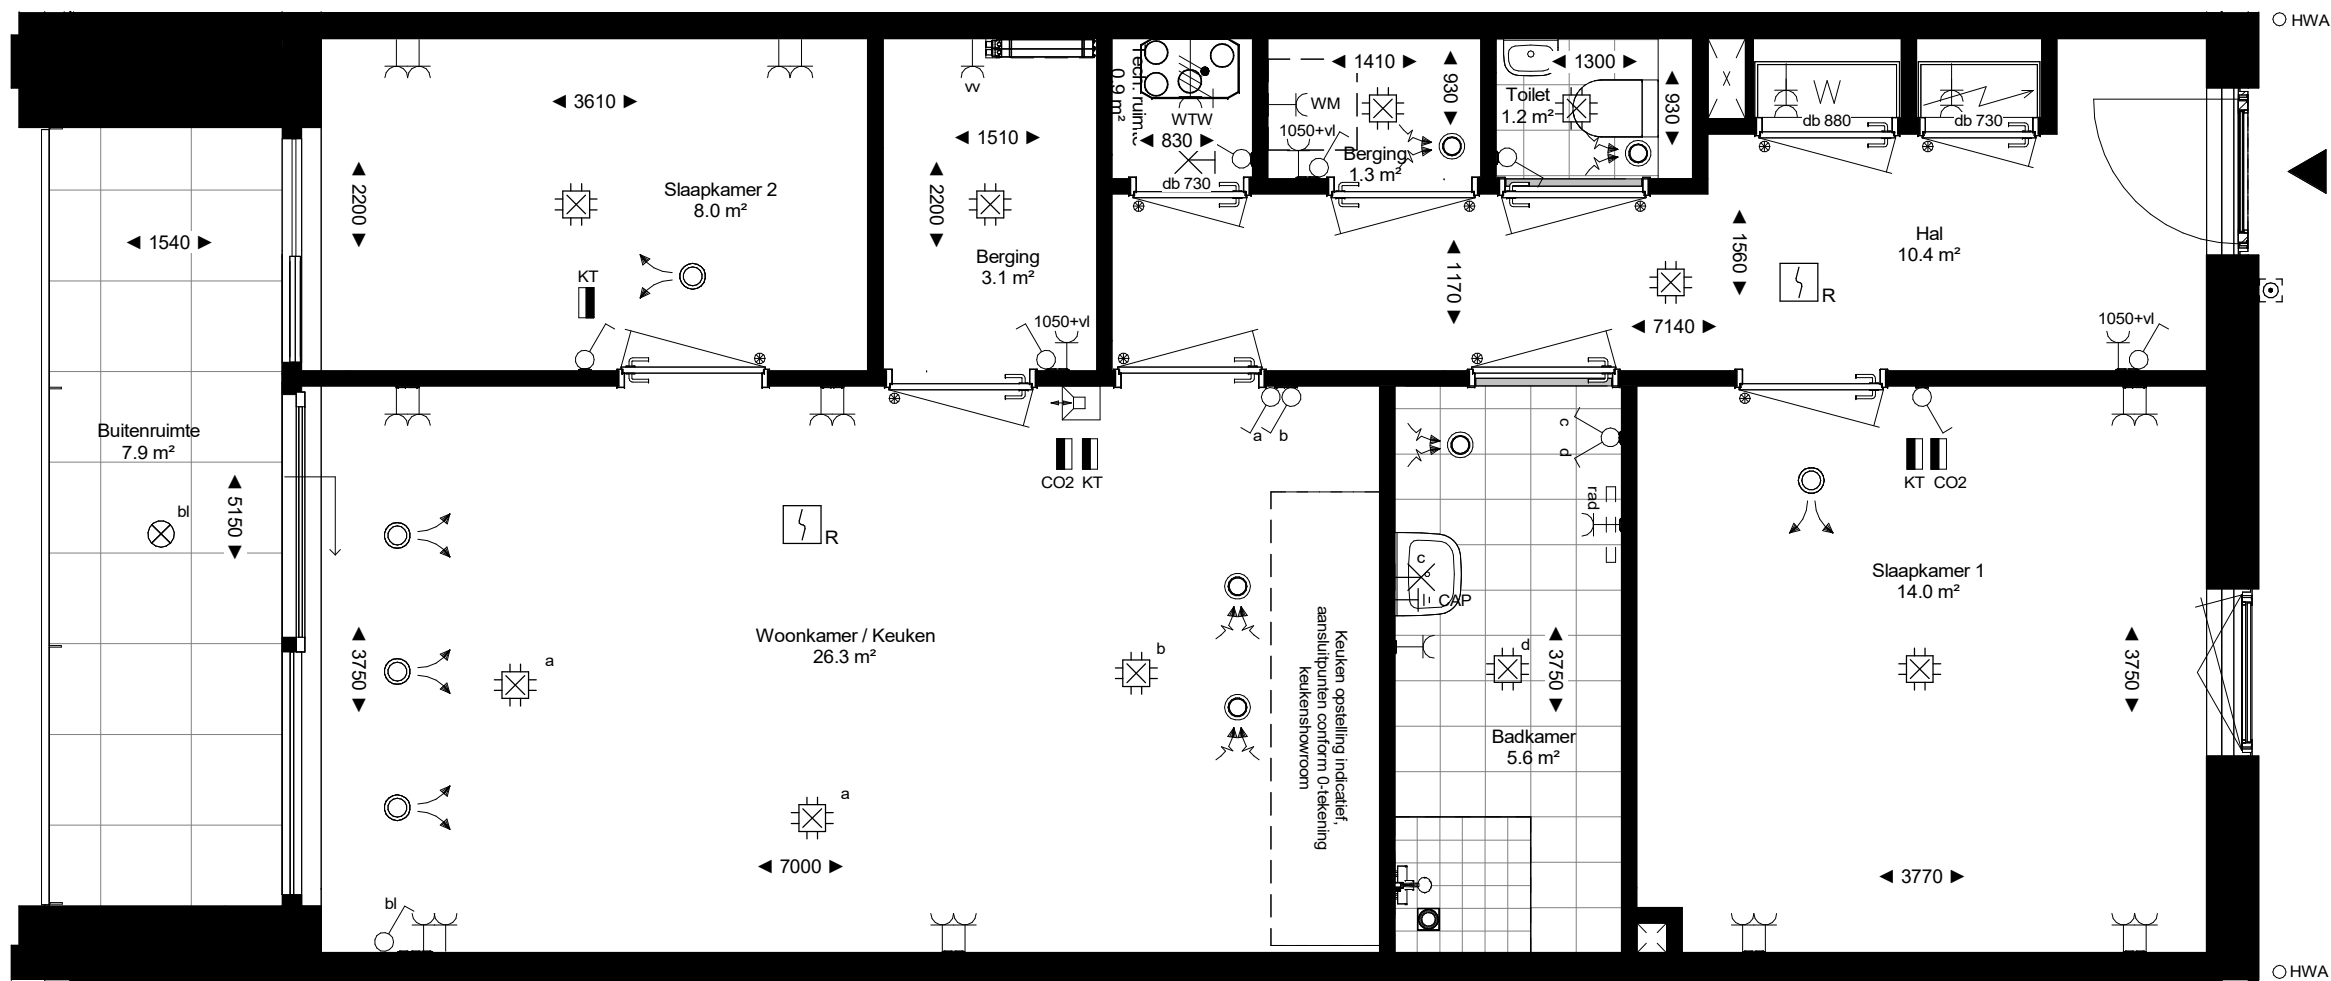 HWA
3610
1410
930
1300
930
vv
WM
WTW
Toilet
1.2 m²
W
db 880
db 730
1510
830
1050+vl
Berging
1.3 m²
Tech. ruimte
0.9 m²
db 730
2200
Slaapkamer 2
8.0 m²
2200
1540
Berging
3.1 m²
1170
1560
Hal
10.4 m²
KT
R
7140
1050+vl
1050+vl
Buitenruimte
7.9 m²
a
b
c
d
CO2
KT
KT
CO2
bl
5150
R
rad
c
CAP
Slaapkamer 1
14.0 m²
Woonkamer / Keuken
26.3 m²
3750
a
b
Keuken opstelling indicatief,
aansluitpunten conform 0-tekening
keukenshowroom
d
3750
3750
Badkamer
5.6 m²
a
7000
3770
bl
HWA